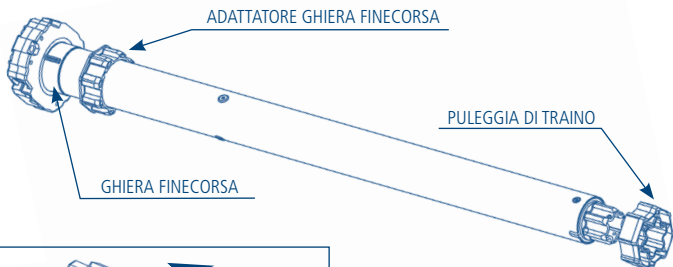 ADATTATORE GHIERA FINECORSA
PULEGGIA DI TRAINO
GHIERA FINECORSA